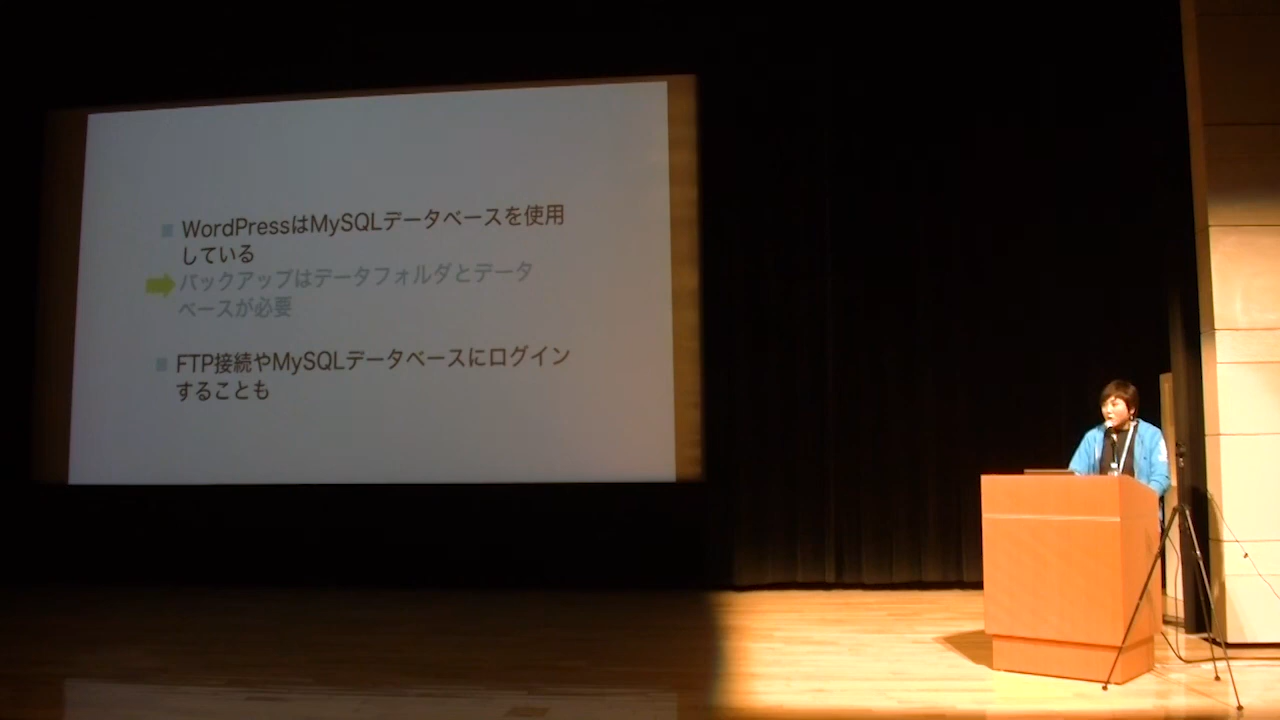 WordPressはMySQLデータベースを使用
している
バックアップはデータフォルダとデータ
ベースが必要
FTP接続やMySQLデータベースにログイン
することも